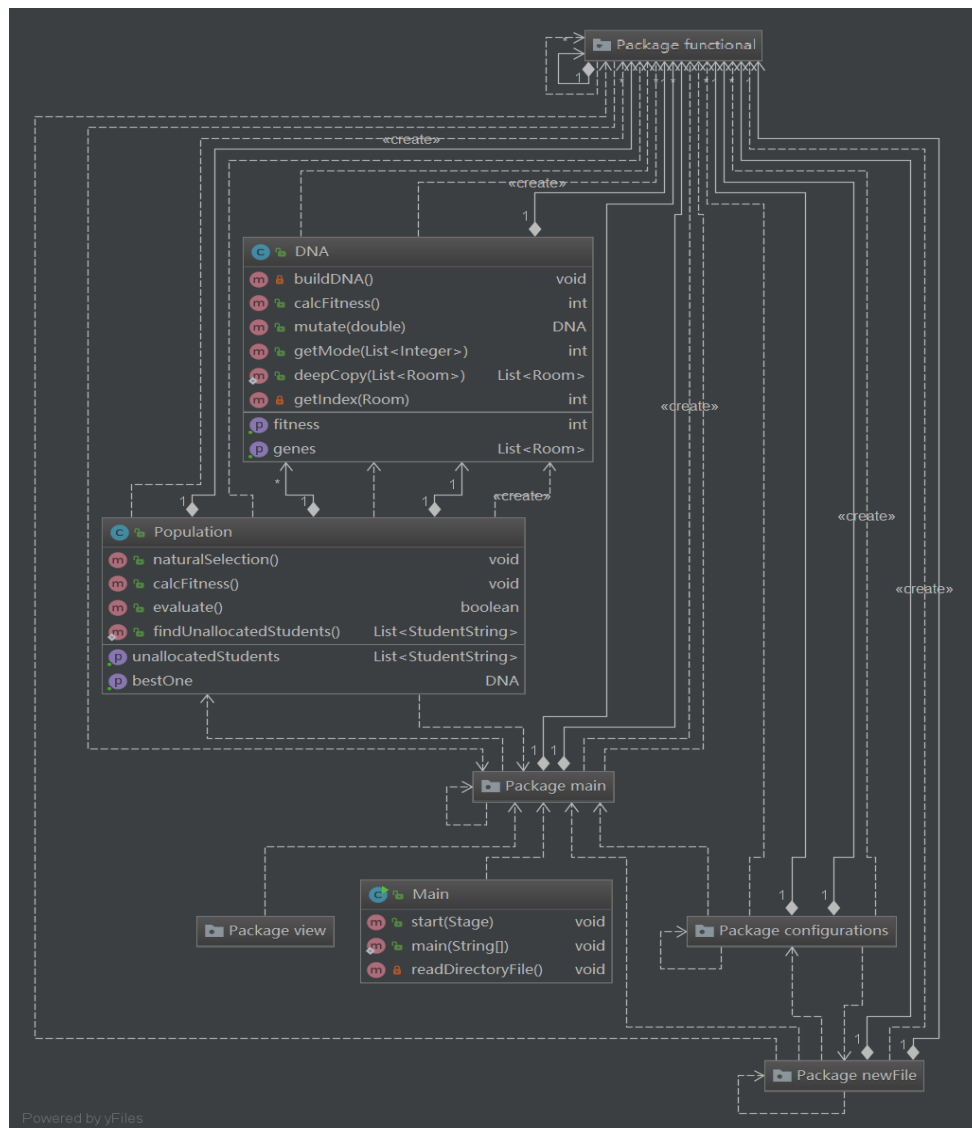 Package functional
*
1
* * 1 * * 1
«create»
1
«create»
1
DNA
buildDNA() void
calcFitness() int
mutate(double) DNA
getMode(List<Integer>) int
deepCopy(List<Room>) List<Room>
getIndex(Room) int
fitness int
genes List<Room>
«create»
* 1
1 1 1 «create»
Population
naturalSelection() void
calcFitness() void
evaluate() boolean
findUnallocatedStudents() List<StudentString>
unallocatedStudents List<StudentString>
bestOne DNA
«create»
«create»
1 1
Package main
Main
start(Stage) void
main(String[]) void
readDirectoryFile() void
Package view
1 1
Package configurations
1 1
Package newFile
Powered by yFiles